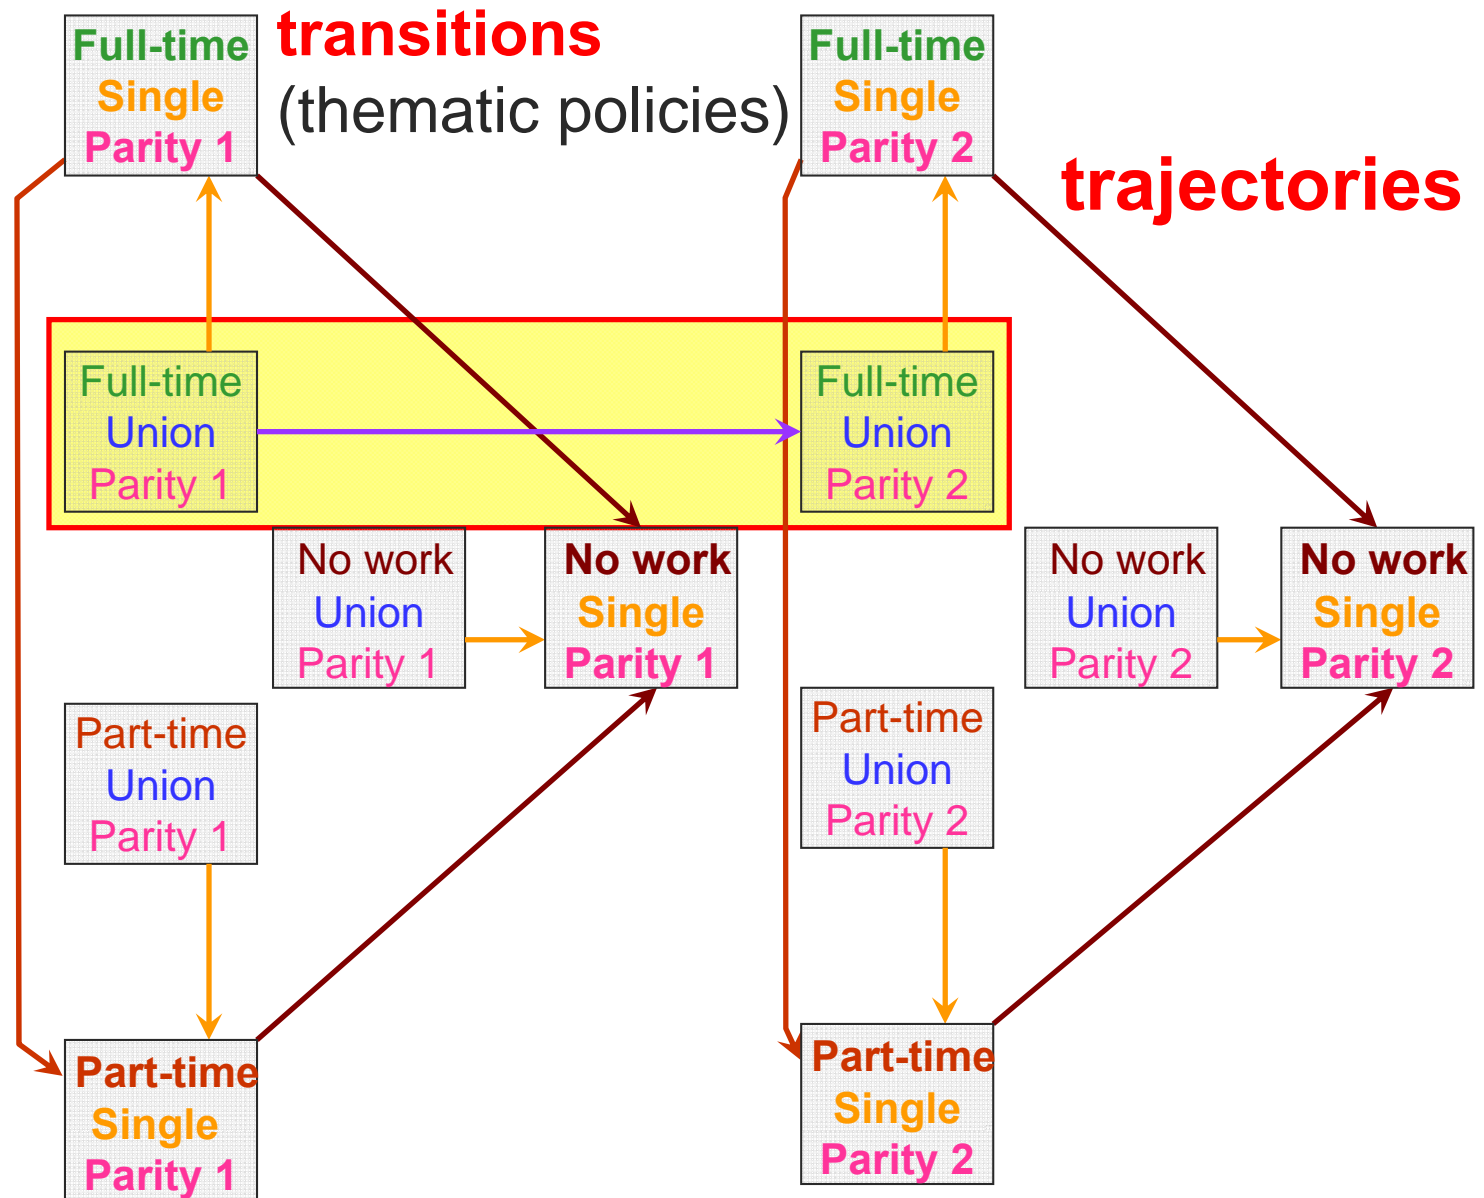 Full-time
Single
Parity 1
transitions
(thematic policies)
Full-time
Single
Parity 2
trajectories
Full-time
Union
Parity 1
Full-time
Union
Parity 2
No work
Union
Parity 1
No work
Single
Parity 1
No work
Union
Parity 2
No work
Single
Parity 2
Part-time
Union
Parity 1
Part-time
Union
Parity 2
Part-time
Single
Parity 1
Part-time
Single
Parity 2